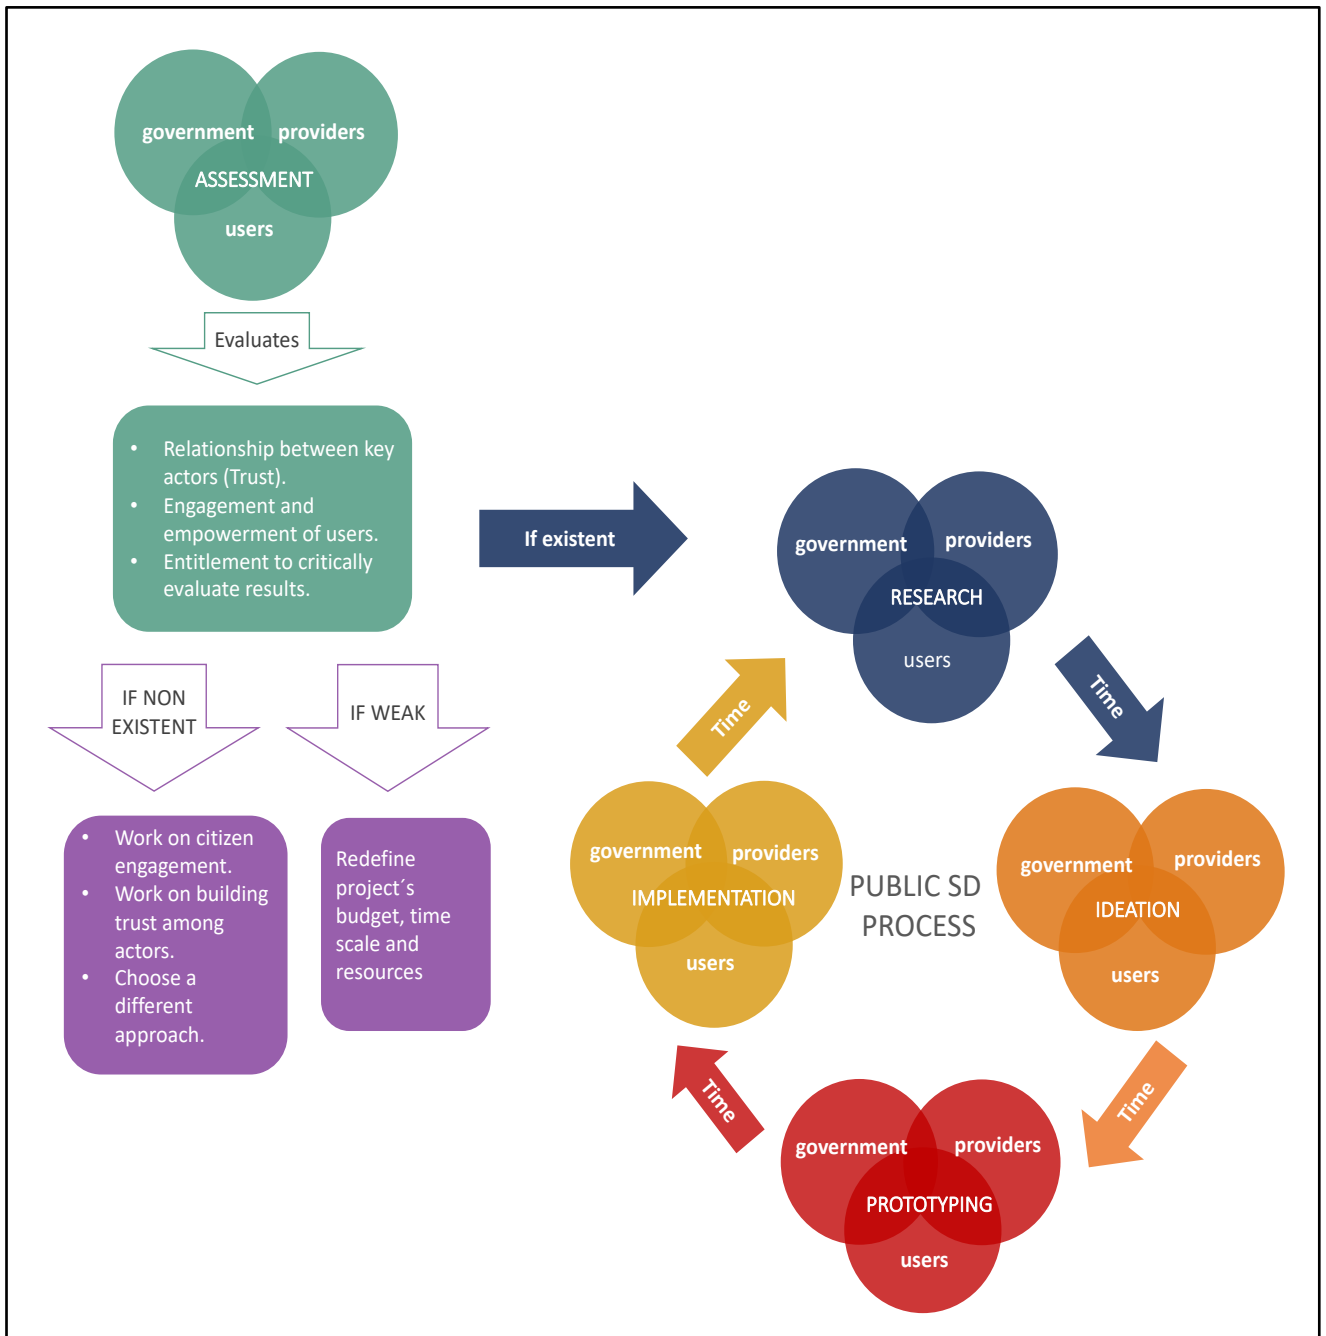 government providers
ASSESSMENT
users
Evaluates
• Relationship between key
actors (Trust).
• Engagement and
empowerment of users.
• Entitlement to critically
evaluate results.
If existent
IF NON
EXISTENT
IF WEAK
• Work on citizen
engagement.
• Work on building
trust among
actors.
• Choose a
different
approach.
Redefine
project´s
budget, time
scale and
resources
government providers
RESEARCH
users
Time
government providers
IDEATION
users
Time
government providers
PROTOTYPING
users
Time
government providers
IMPLEMENTATION
users
Time
PUBLIC SD
PROCESS